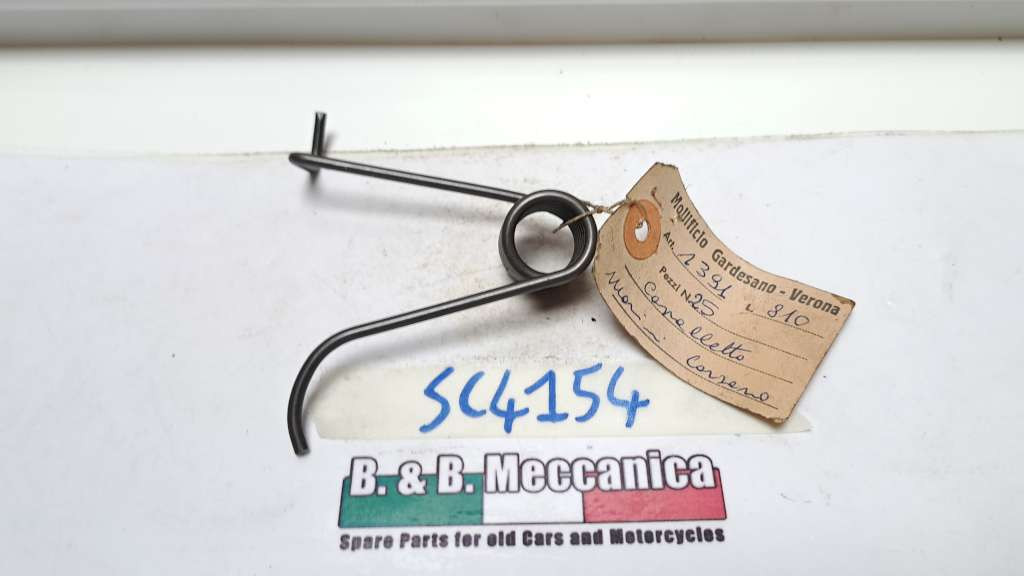 Mollificio Gardesano - Verona
Art. 1391 L 810
Pezzi N. 25
Cavalletto
Morini Corsaro
SC4154
B. & B. Meccanica
Spare Parts for old Cars and Motorcycles